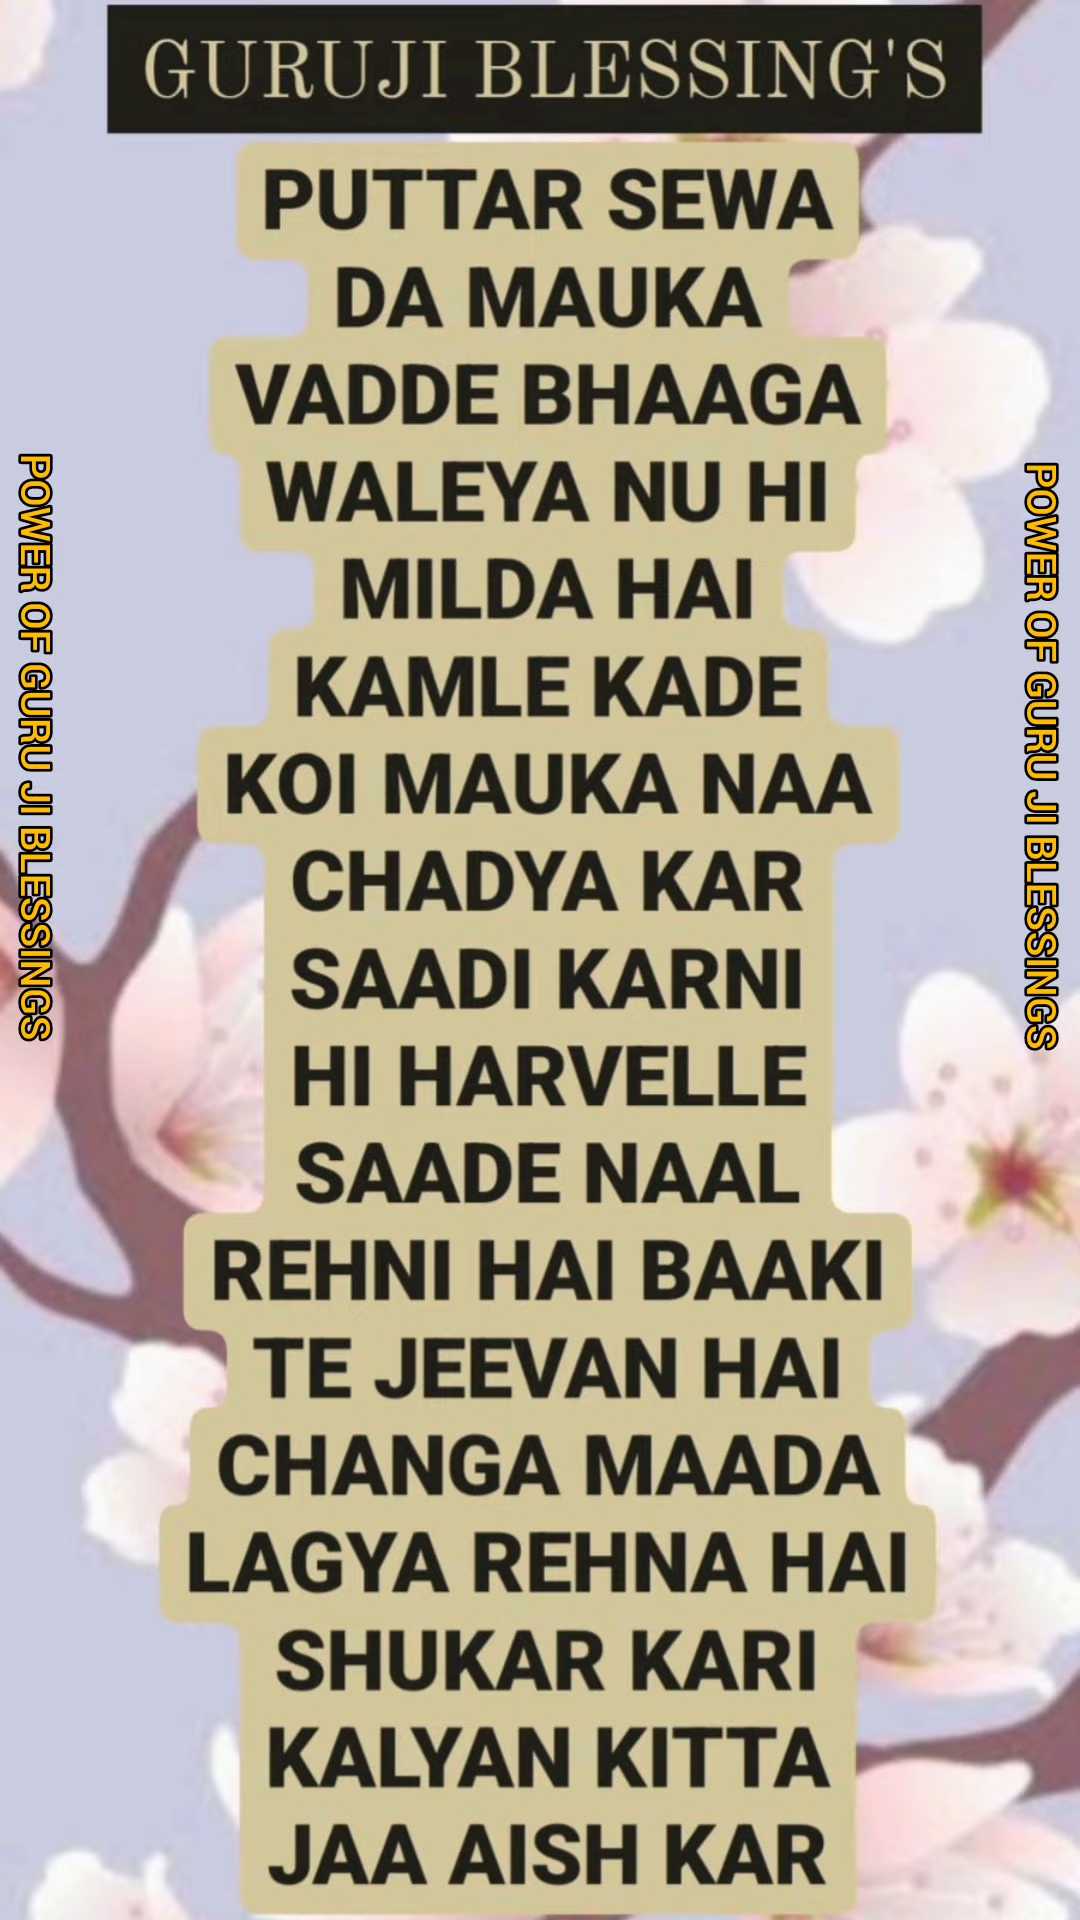 GURUJI BLESSING'S
PUTTAR SEWA
DA MAUKA
VADDE BHAAGA
WALEYA NU HI
MILDA HAI
KAMLE KADE
KOI MAUKA NAA
CHADYA KAR
SAADI KARNI
HI HARVELLE
SAADE NAAL
REHNI HAI BAAKI
TE JEEVAN HAI
CHANGA MAADA
LAGYA REHNA HAI
SHUKAR KARI
KALYAN KITTA
JAA AISH KAR
POWER OF GURU JI BLESSINGS
POWER OF GURU JI BLESSINGS